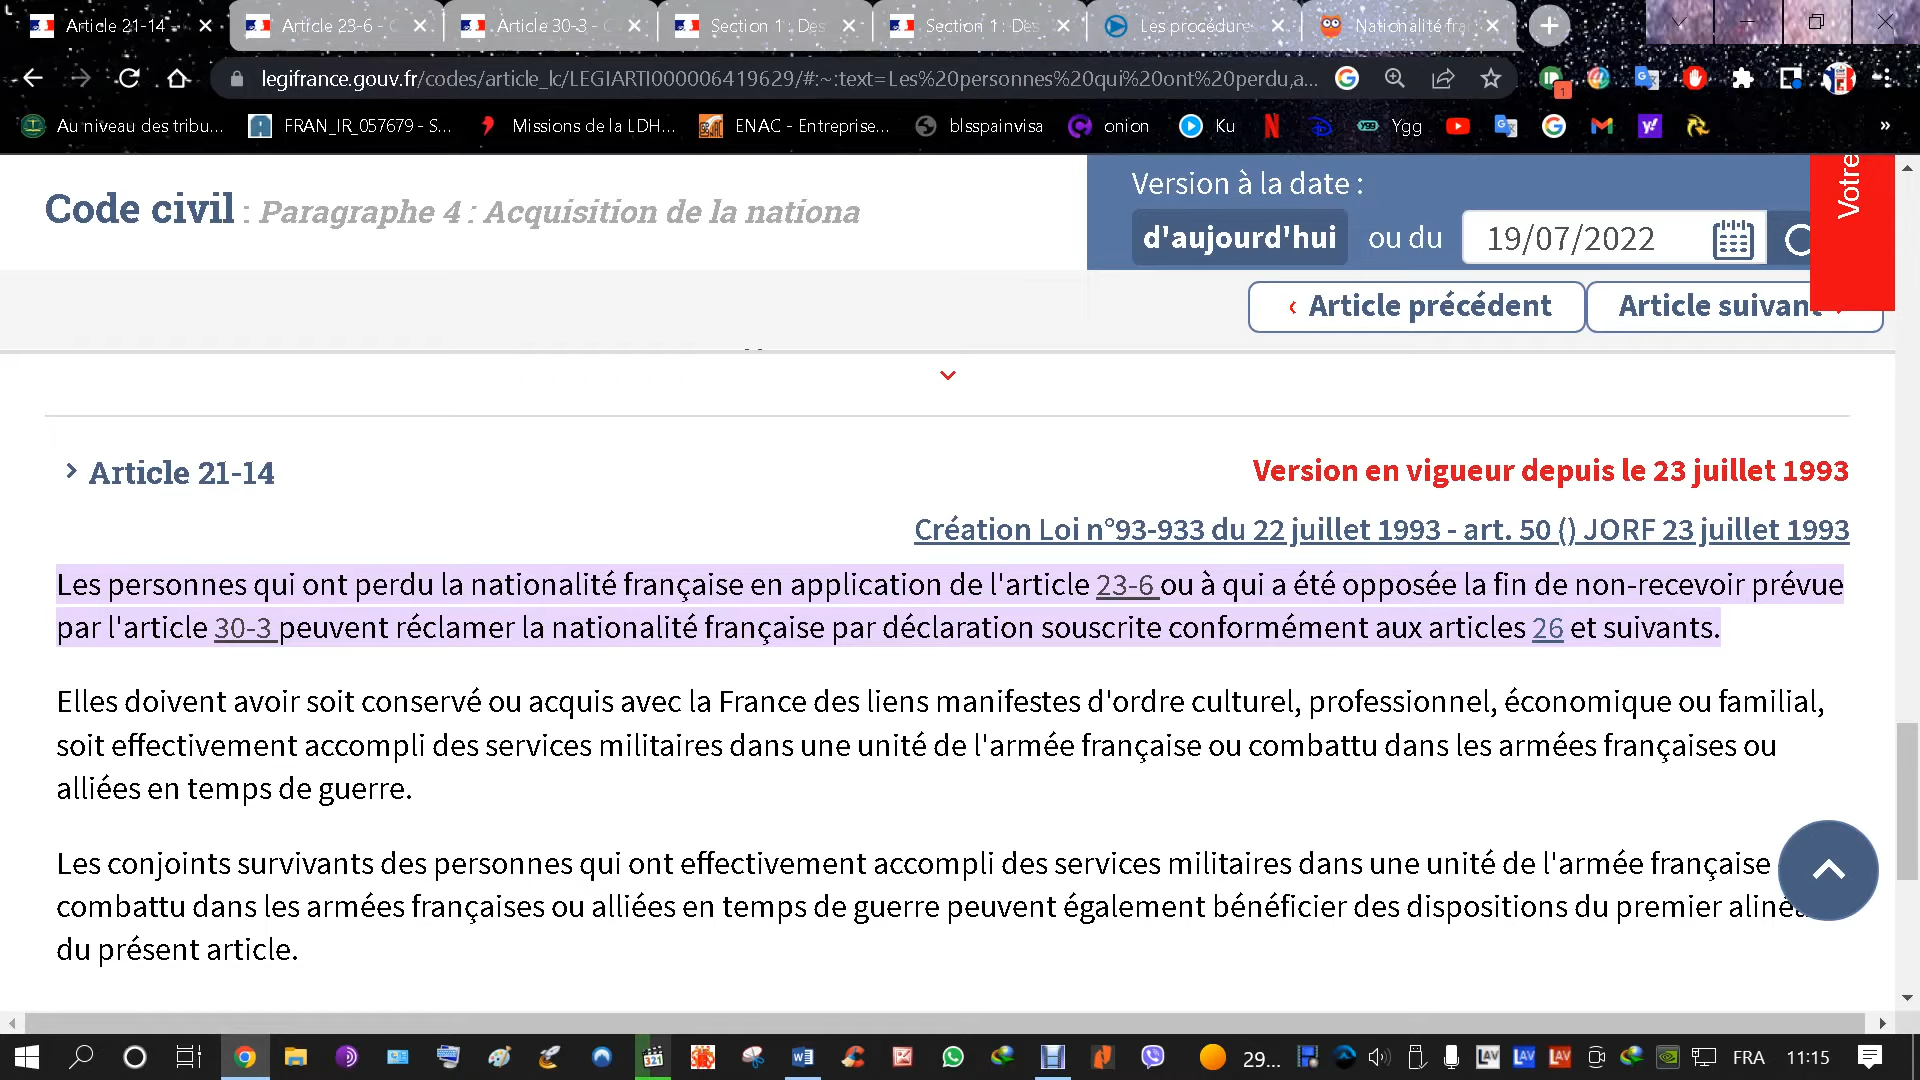 Article 21-14 -
Article 23-6 - C
Article 30-3 - C
Section 1 : Des
Section 1 : Des
Les procédure
Nationalité fra
legifrance.gouv.fr/codes/article_lc/LEGIARTI000006419629/#:~:text=Les%20personnes%20qui%20ont%20perdu,a...
1
Au niveau des tribu...
FRAN_IR_057679 - S...
Missions de la LDH...
ENAC - Entreprise...
blsspainvisa
onion
Ku
Ygg
»
Code civil : Paragraphe 4 : Acquisition de la nationa
Version à la date :
d'aujourd'hui ou du 19/07/2022
Votre
Article précédent
Article suivant
Article 21-14
Version en vigueur depuis le 23 juillet 1993
Création Loi n°93-933 du 22 juillet 1993 - art. 50 () JORF 23 juillet 1993
Les personnes qui ont perdu la nationalité française en application de l'article 23-6 ou à qui a été opposée la fin de non-recevoir prévue
par l'article 30-3 peuvent réclamer la nationalité française par déclaration souscrite conformément aux articles 26 et suivants.
Elles doivent avoir soit conservé ou acquis avec la France des liens manifestes d'ordre culturel, professionnel, économique ou familial,
soit effectivement accompli des services militaires dans une unité de l'armée française ou combattu dans les armées françaises ou
alliées en temps de guerre.
Les conjoints survivants des personnes qui ont effectivement accompli des services militaires dans une unité de l'armée française
combattu dans les armées françaises ou alliées en temps de guerre peuvent également bénéficier des dispositions du premier alinéa
du présent article.
321
29...
LAV
LAV
LAV
FRA
11:15